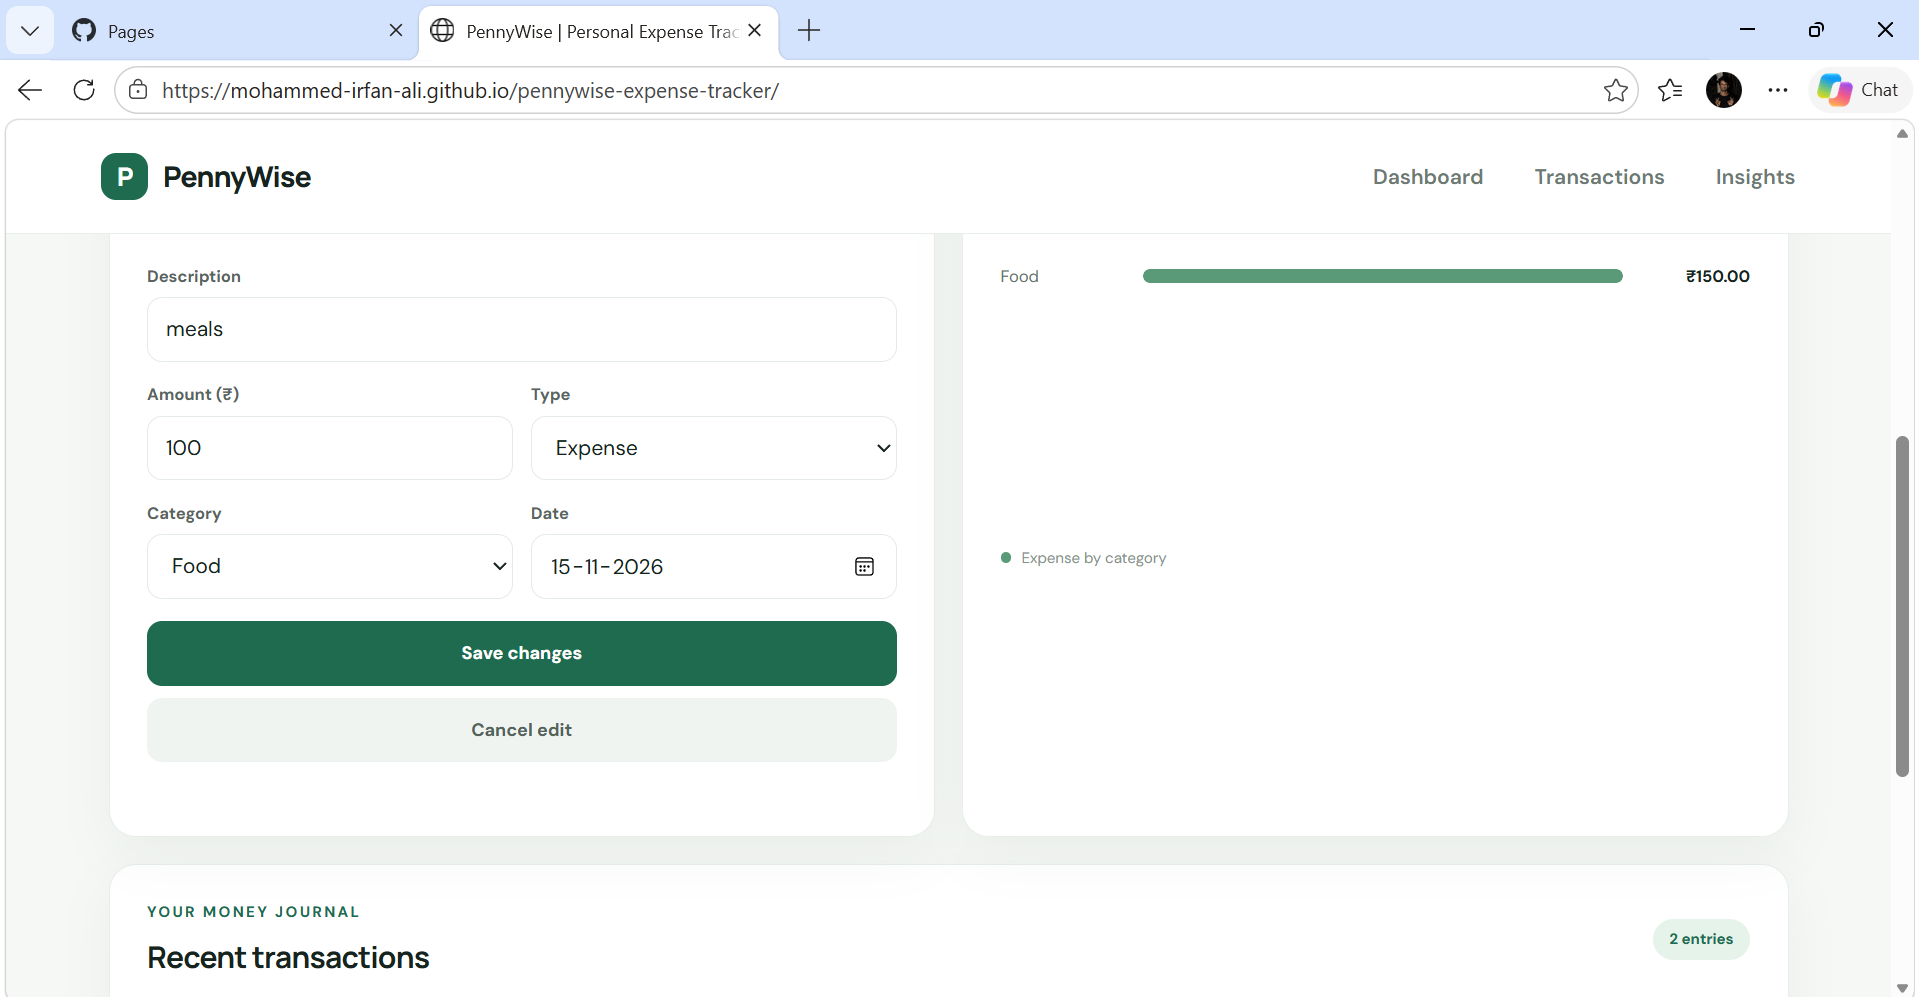 Pages
PennyWise | Personal Expense Trac
https://mohammed-irfan-ali.github.io/pennywise-expense-tracker/
Chat
P PennyWise
Dashboard Transactions Insights
Description
meals
Amount (₹) Type
100 Expense
Category Date
Food 15-11-2026
Save changes
Cancel edit
Food ₹150.00
Expense by category
YOUR MONEY JOURNAL
Recent transactions
2 entries